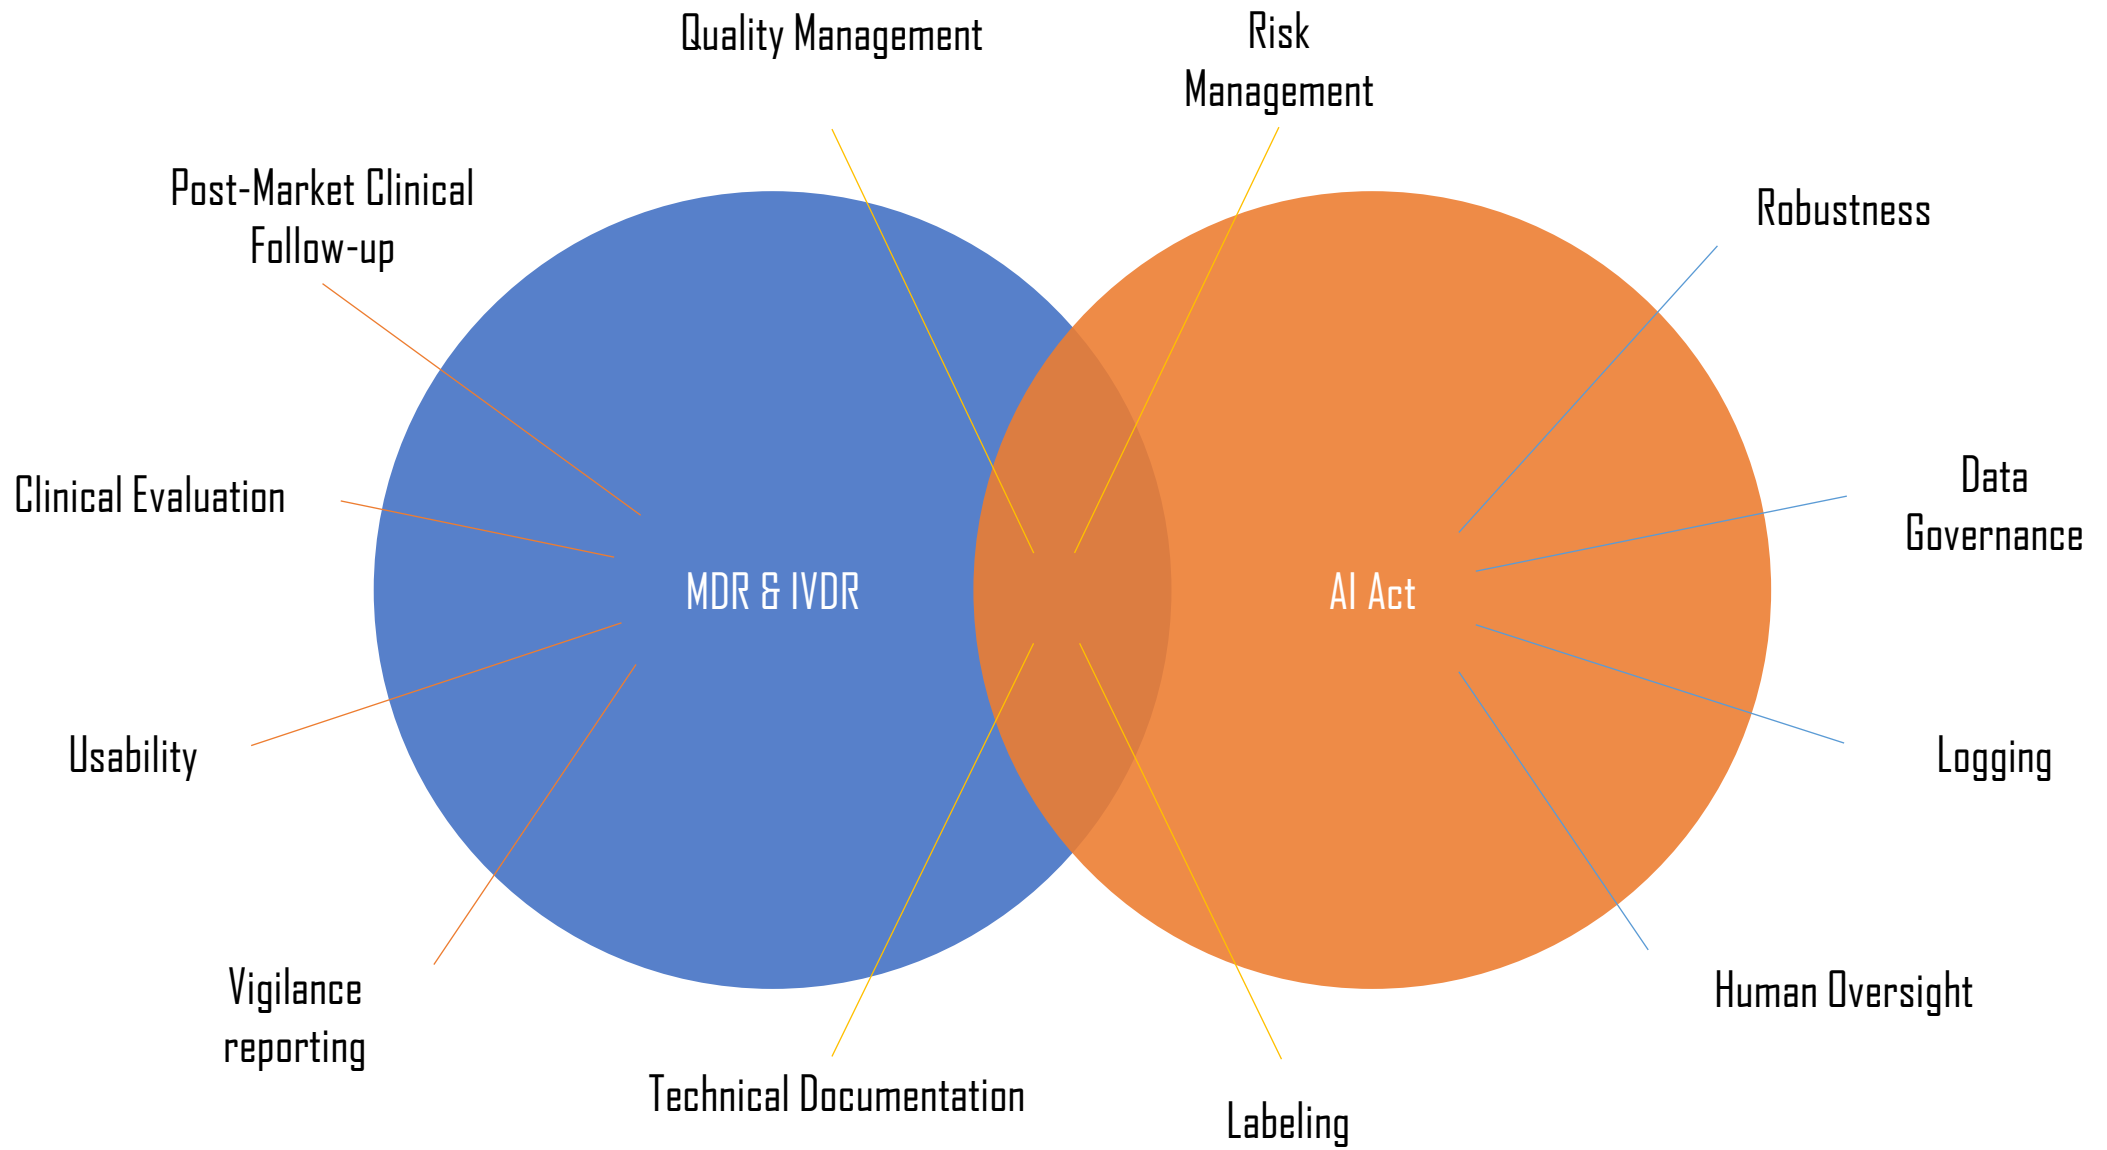 Quality Management
Risk
Management
Post-Market Clinical
Follow-up
Robustness
Clinical Evaluation
Data
Governance
MDR & IVDR
AI Act
Usability
Logging
Vigilance
reporting
Human Oversight
Technical Documentation
Labeling